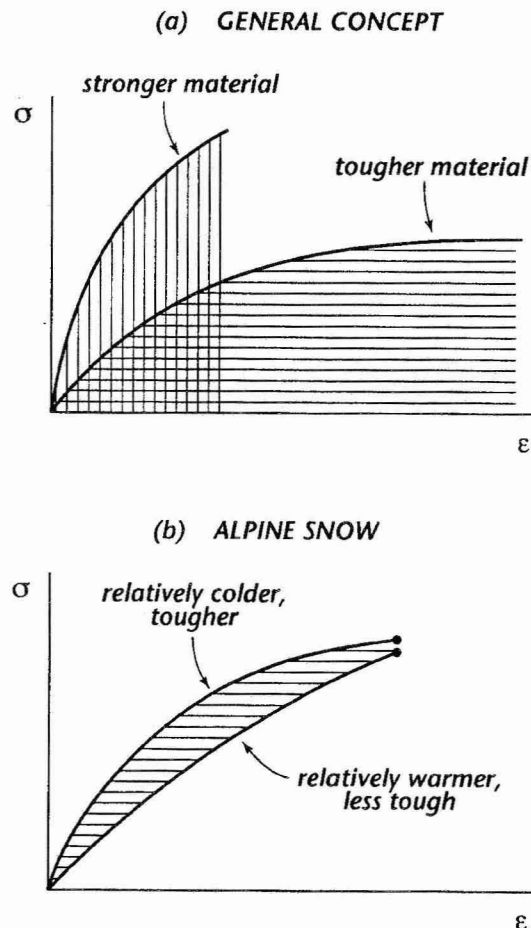 (a) GENERAL CONCEPT
stronger material
σ
tougher material
ε
(b) ALPINE SNOW
σ
relatively colder,
tougher
relatively warmer,
less tough
ε